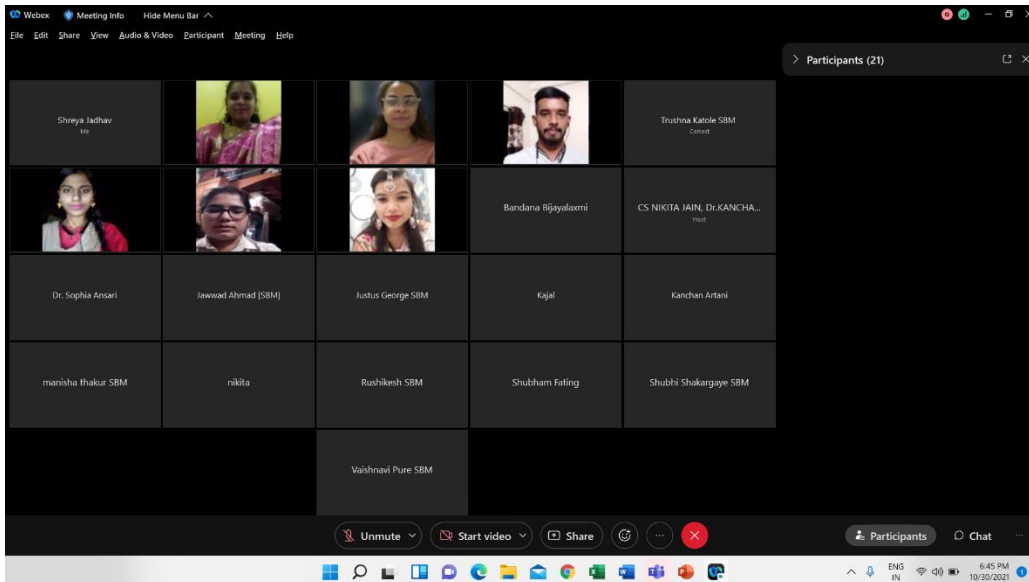 Webex Meeting Info Hide Menu Bar
File Edit Share View Audio & Video Participant Meeting Help
Participants (21)
Shreya Jadhav
Me
Trushna Katole SBM
Cohost
Bandana Bijayalaxmi
CS NIKITA JAIN, Dr.KANCHA...
Host
Dr. Sophia Ansari
Jawwad Ahmad [SBM]
Justus George SBM
Kajal
Kanchan Artani
manisha thakur SBM
nikita
Rushikesh SBM
Shubham Fating
Shubhi Shakargaye SBM
Vaishnavi Pure SBM
Unmute Start video Share Participants Chat
ENG 6:45 PM
IN 10/30/2021